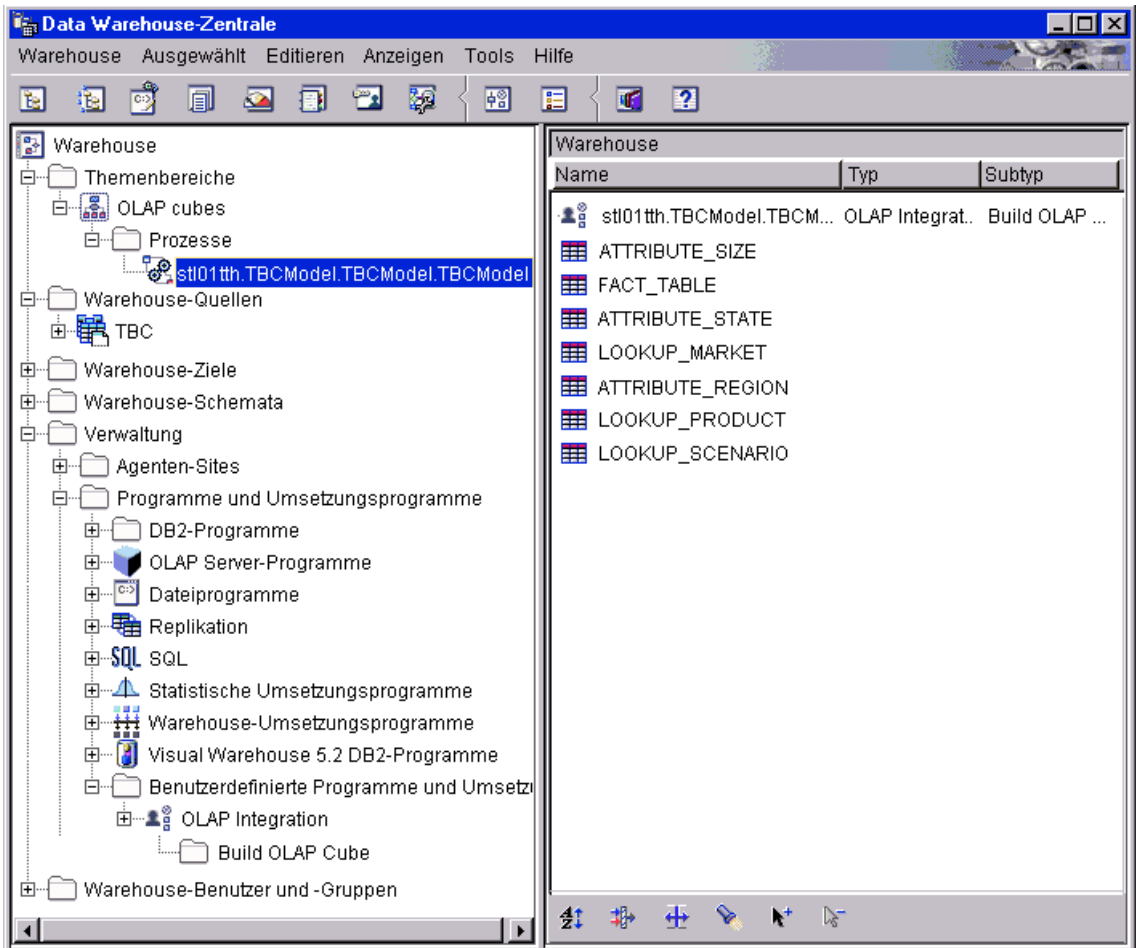 Data Warehouse-Zentrale
Warehouse Ausgewählt Editieren Anzeigen Tools Hilfe
Warehouse
Themenbereiche
OLAP cubes
Prozesse
stl01tth.TBCModel.TBCModel.TBCModel
Warehouse-Quellen
TBC
Warehouse-Ziele
Warehouse-Schemata
Verwaltung
Agenten-Sites
Programme und Umsetzungsprogramme
DB2-Programme
OLAP Server-Programme
Dateiprogramme
Replikation
SQL SQL
Statistische Umsetzungsprogramme
Warehouse-Umsetzungsprogramme
Visual Warehouse 5.2 DB2-Programme
Benutzerdefinierte Programme und Umsetzu
OLAP Integration
Build OLAP Cube
Warehouse-Benutzer und -Gruppen
Warehouse
Name Typ Subtyp
stl01tth.TBCModel.TBCM... OLAP Integrat.. Build OLAP ...
ATTRIBUTE_SIZE
FACT_TABLE
ATTRIBUTE_STATE
LOOKUP_MARKET
ATTRIBUTE_REGION
LOOKUP_PRODUCT
LOOKUP_SCENARIO